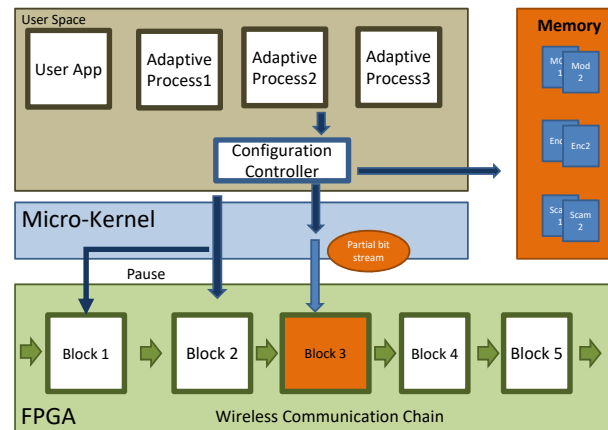 User Space
Memory
User App
Adaptive
Process1
Adaptive
Process2
Adaptive
Process3
Mod
2
1
Configuration
Controller
Enc2
Scam
2
1
Micro-Kernel
Partial bit
stream
Pause
Block 1
Block 2
Block 3
Block 4
Block 5
FPGA
Wireless Communication Chain